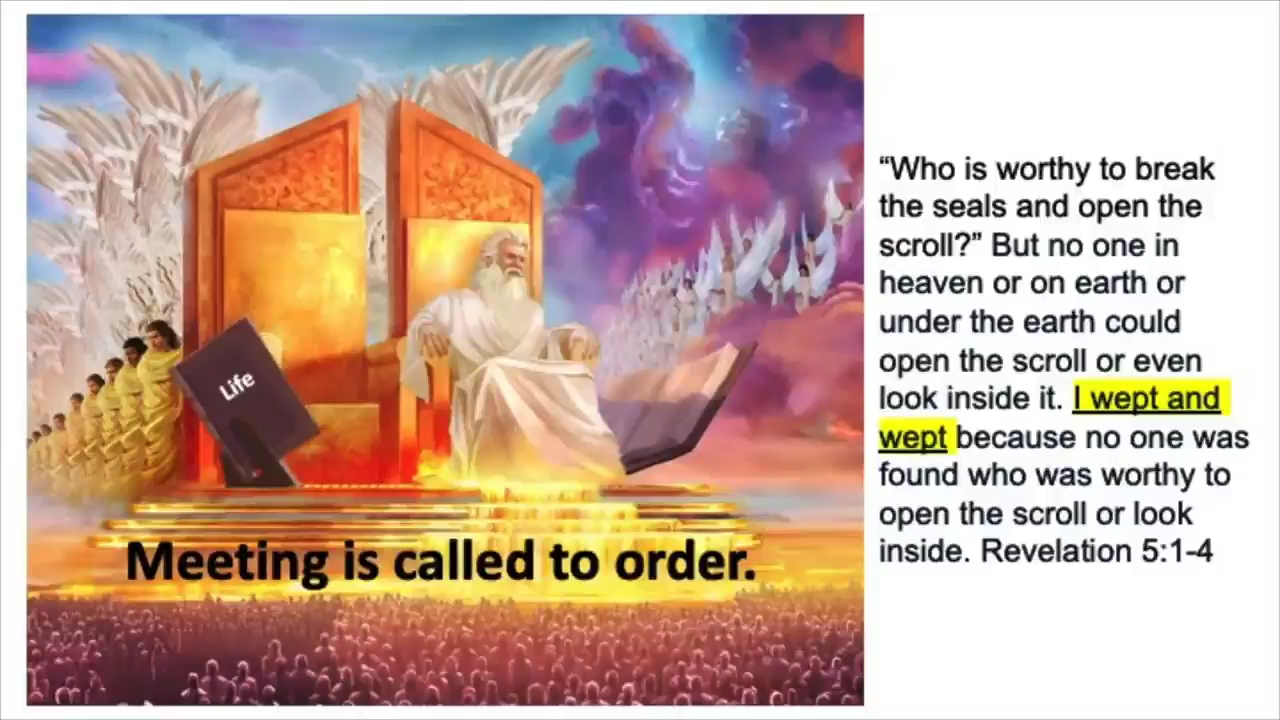 Life
Meeting is called to order.
“Who is worthy to break
the seals and open the
scroll?” But no one in
heaven or on earth or
under the earth could
open the scroll or even
look inside it. I wept and
wept because no one was
found who was worthy to
open the scroll or look
inside. Revelation 5:1-4